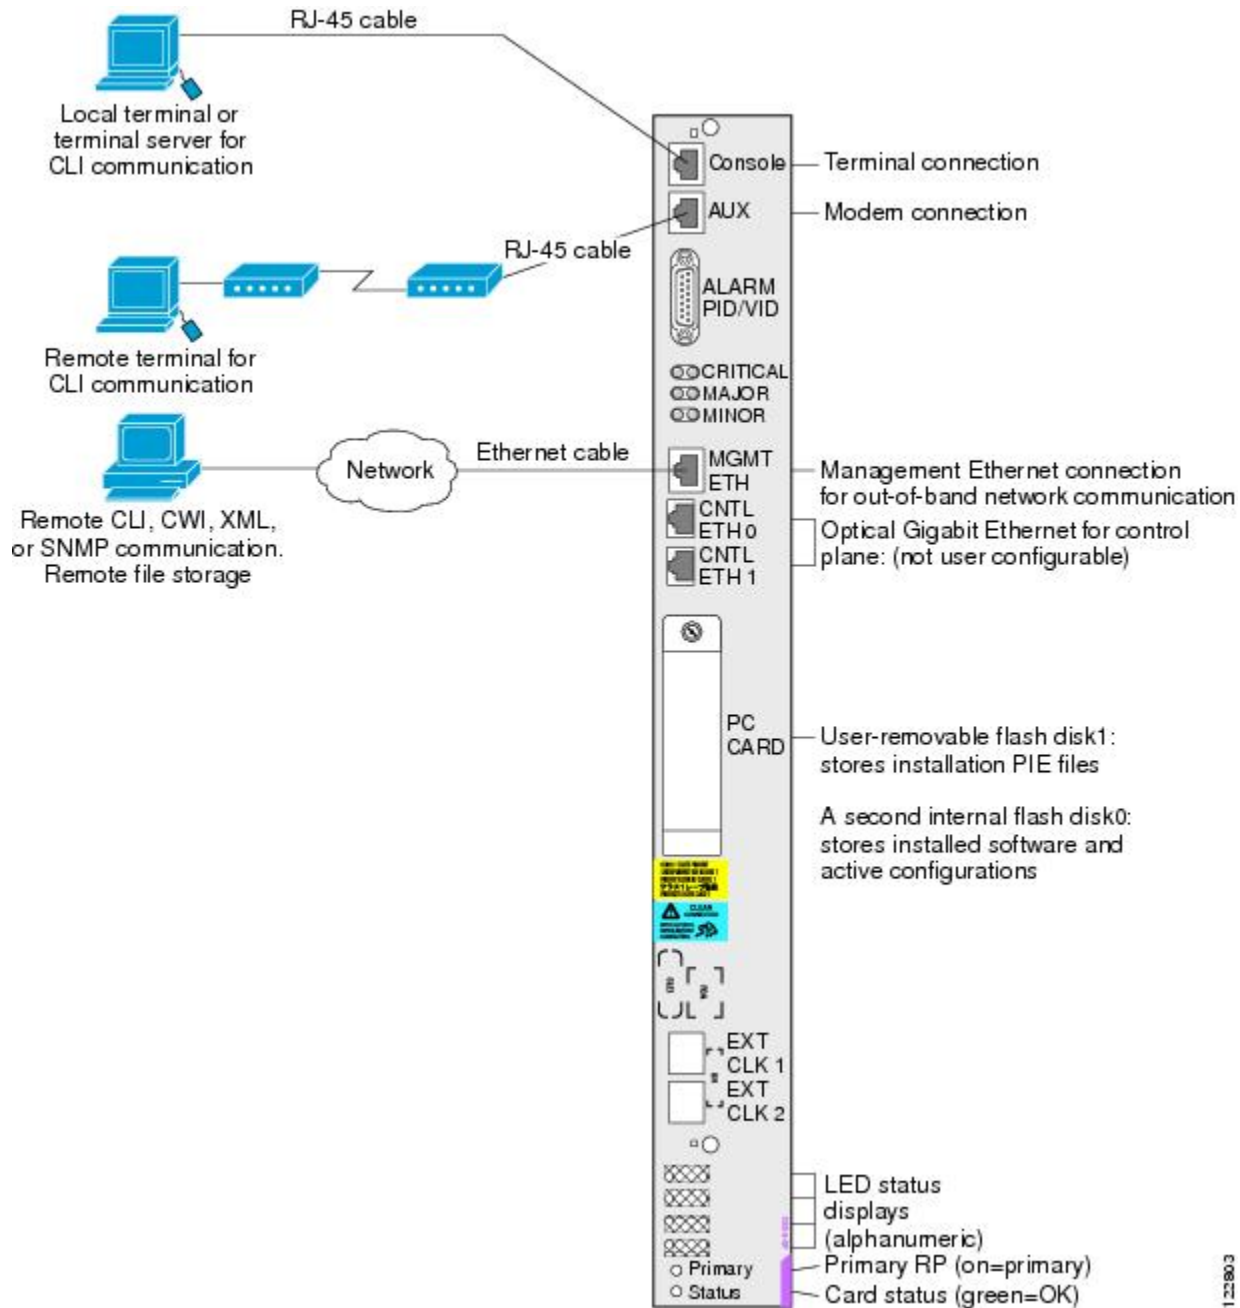 RJ-45 cable
Local terminal or
terminal server for
CLI communication
Console
Terminal connection
AUX
Modem connection
RJ-45 cable
ALARM
PID/VID
Remote terminal for
CLI communication
CRITICAL
MAJOR
MINOR
Network
Ethernet cable
MGMT
ETH
Management Ethernet connection
for out-of-band network communication
Remote CLI, CWI, XML,
or SNMP communication.
Remote file storage
CNTL
ETH 0
CNTL
ETH 1
Optical Gigabit Ethernet for control
plane: (not user configurable)
PC
CARD
User-removable flash disk1:
stores installation PIE files
A second internal flash disk0:
stores installed software and
active configurations
EXT
CLK 1
EXT
CLK 2
LED status
displays
(alphanumeric)
Primary
Primary RP (on=primary)
Status
Card status (green=OK)
122803